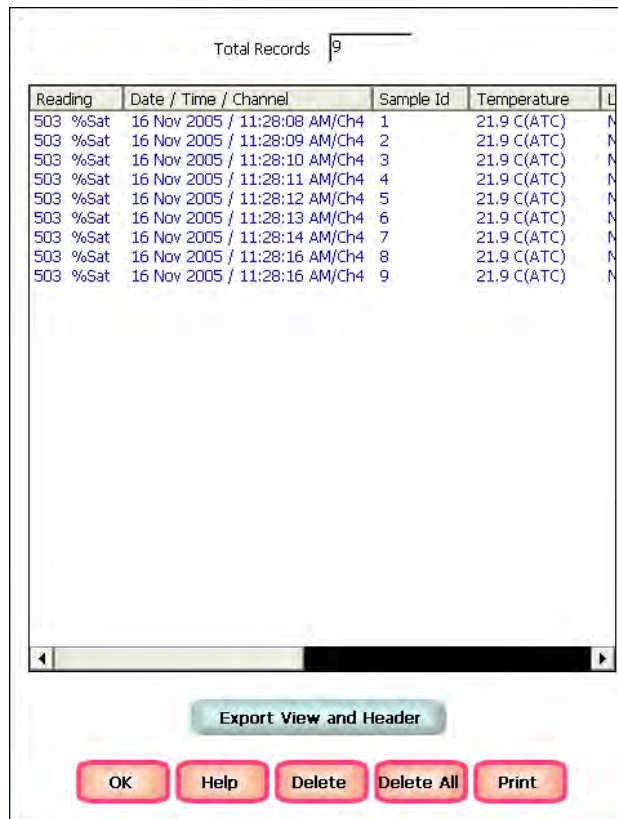 Total Records 9
Reading Date / Time / Channel Sample Id Temperature L
503 %Sat 16 Nov 2005 / 11:28:08 AM/Ch4 1 21.9 C(ATC) N
503 %Sat 16 Nov 2005 / 11:28:09 AM/Ch4 2 21.9 C(ATC) N
503 %Sat 16 Nov 2005 / 11:28:10 AM/Ch4 3 21.9 C(ATC) N
503 %Sat 16 Nov 2005 / 11:28:11 AM/Ch4 4 21.9 C(ATC) N
503 %Sat 16 Nov 2005 / 11:28:12 AM/Ch4 5 21.9 C(ATC) N
503 %Sat 16 Nov 2005 / 11:28:13 AM/Ch4 6 21.9 C(ATC) N
503 %Sat 16 Nov 2005 / 11:28:14 AM/Ch4 7 21.9 C(ATC) N
503 %Sat 16 Nov 2005 / 11:28:16 AM/Ch4 8 21.9 C(ATC) N
503 %Sat 16 Nov 2005 / 11:28:16 AM/Ch4 9 21.9 C(ATC) N
Export View and Header
OK Help Delete Delete All Print